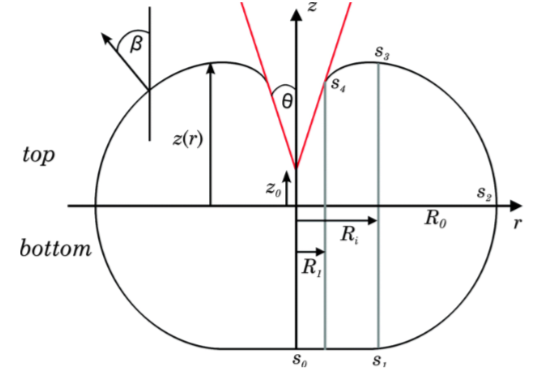 z
β
s₃
θ
s₄
z(r)
top
z₀
s₂
R₀
r
bottom
Rᵢ
R₁
s₀
s₁